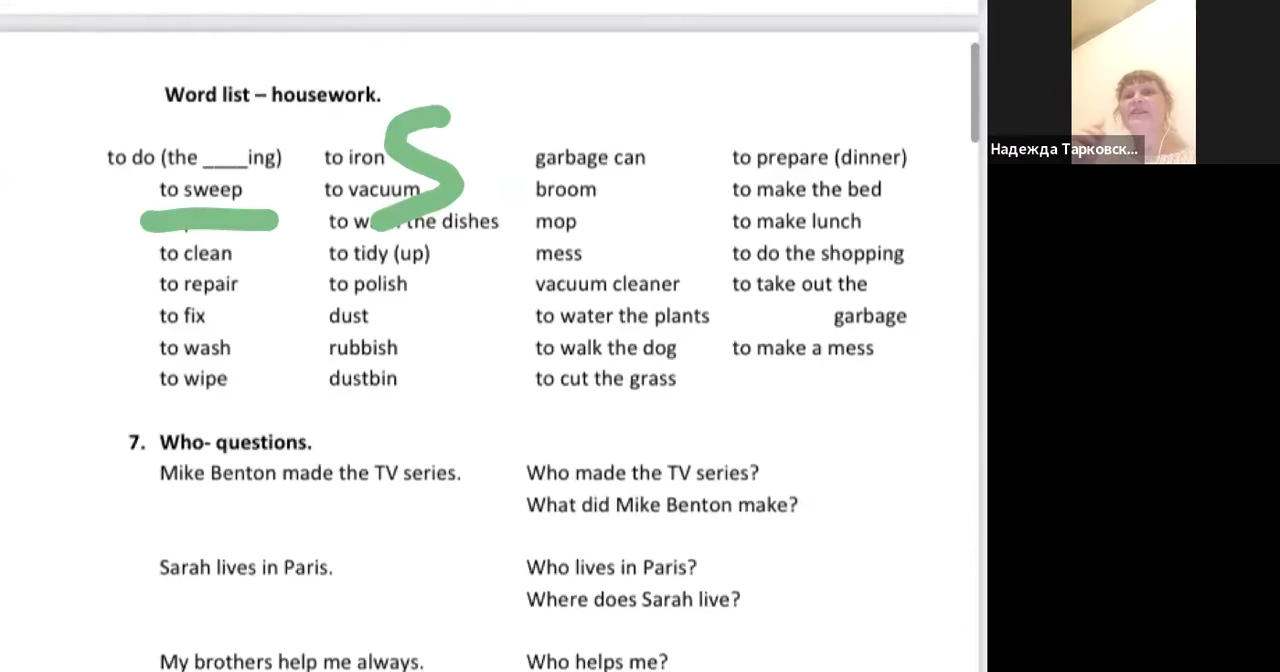 Word list – housework.
to do (the ____ing) to iron garbage can to prepare (dinner)
to sweep to vacuum broom to make the bed
the dishes mop to make lunch
to clean to tidy (up) mess to do the shopping
to repair to polish vacuum cleaner to take out the
to fix dust to water the plants garbage
to wash rubbish to walk the dog to make a mess
to wipe dustbin to cut the grass
7. Who- questions.
Mike Benton made the TV series. Who made the TV series?
What did Mike Benton make?
Sarah lives in Paris. Who lives in Paris?
Where does Sarah live?
My brothers help me always. Who helps me?
S
Надежда Тарковск...